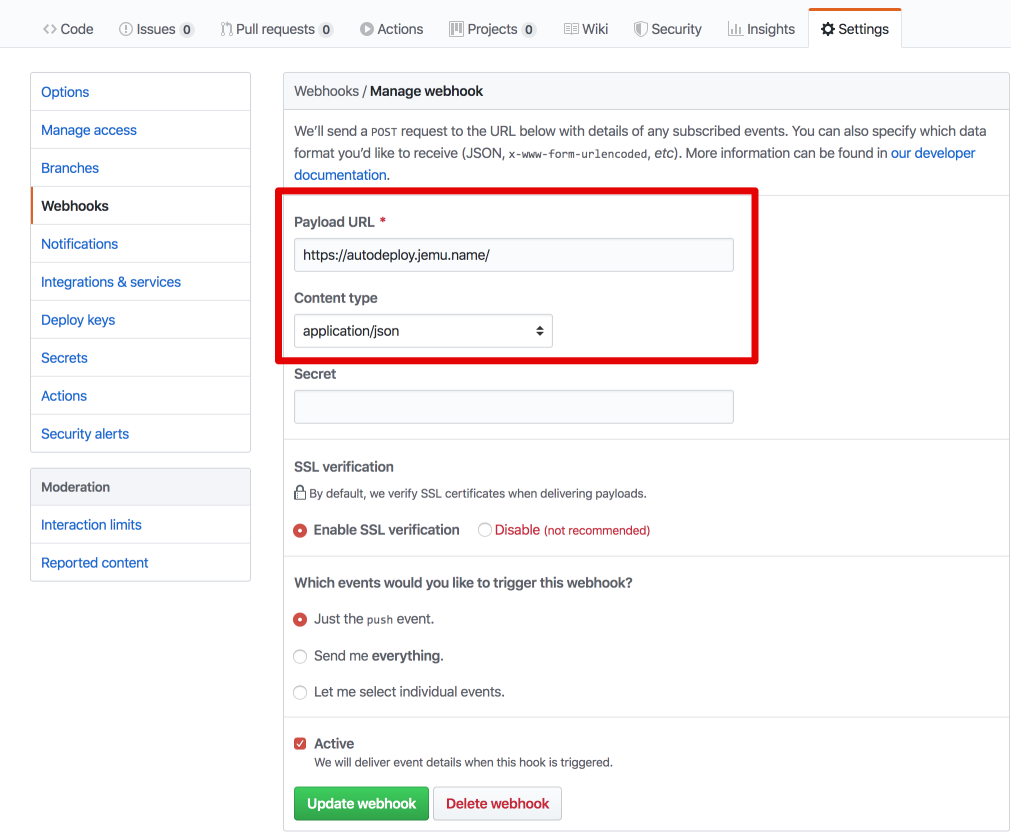 Code Issues 0 Pull requests 0 Actions Projects 0 Wiki Security Insights Settings
Options
Manage access
Branches
Webhooks
Notifications
Integrations & services
Deploy keys
Secrets
Actions
Security alerts
Moderation
Interaction limits
Reported content
Webhooks / Manage webhook
We’ll send a POST request to the URL below with details of any subscribed events. You can also specify which data
format you’d like to receive (JSON, x-www-form-urlencoded, etc). More information can be found in our developer
documentation.
Payload URL *
https://autodeploy.jemu.name/
Content type
application/json
Secret
SSL verification
By default, we verify SSL certificates when delivering payloads.
Enable SSL verification Disable (not recommended)
Which events would you like to trigger this webhook?
Just the push event.
Send me everything.
Let me select individual events.
Active
We will deliver event details when this hook is triggered.
Update webhook Delete webhook